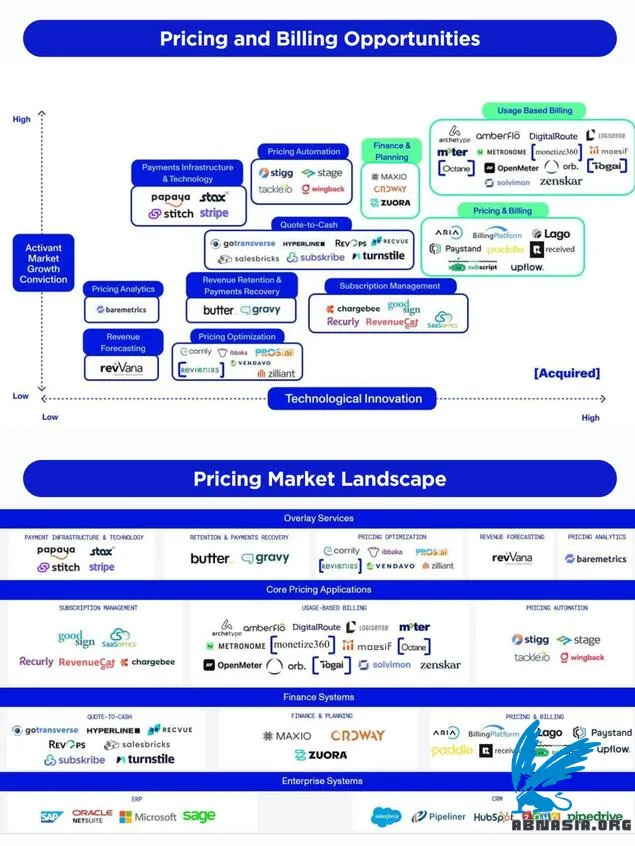 Pricing and Billing Opportunities
High
Usage Based Billing
archetype amberflo DigitalRoute LOGISENSE
m3ter METRONOME [monetize360] moesif
[Octane] OpenMeter orb. [Togai]
solvimon zenskar
Finance & Planning
MAXIO
ORDWAY
ZUORA
Pricing Automation
stigg stage
tackle.io wingback
Payments Infrastructure & Technology
papaya stax
stitch stripe
Pricing & Billing
ARIA BillingPlatform Lago
Paystand paddle received
subscript upflow.
Quote-to-Cash
gotransverse HYPERLINE REVOPS RECVUE
salesbricks subskribe turnstile
Activant Market Growth Conviction
Revenue Retention & Payments Recovery
butter gravy
Subscription Management
chargebee good sign
Recurly RevenueCat SaaSOPTICS
Pricing Analytics
baremetrics
Revenue Forecasting
revVana
Pricing Optimization
corrily ibbaka PROS ai
[REVIONICS] VENDAVO
zilliant
[Acquired]
Low
Technological Innovation
Low
High
Pricing Market Landscape
Overlay Services
PAYMENT INFRASTRUCTURE & TECHNOLOGY
papaya stax
stitch stripe
RETENTION & PAYMENTS RECOVERY
butter gravy
PRICING OPTIMIZATION
corrily ibbaka PROS ai
[REVIONICS] VENDAVO zilliant
REVENUE FORECASTING
revVana
PRICING ANALYTICS
baremetrics
Core Pricing Applications
SUBSCRIPTION MANAGEMENT
good sign SaaSOPTICS
Recurly RevenueCat chargebee
USAGE-BASED BILLING
archetype amberflo DigitalRoute LOGISENSE m3ter
METRONOME [monetize360] moesif [Octane]
OpenMeter orb. [Togai] solvimon zenskar
PRICING AUTOMATION
stigg stage
tackle.io wingback
Finance Systems
QUOTE-TO-CASH
gotransverse HYPERLINE RECVUE
REVOPS salesbricks
subskribe turnstile
FINANCE & PLANNING
MAXIO ORDWAY
ZUORA
PRICING & BILLING
ARIA BillingPlatform Lago Paystand
paddle upflow.
Enterprise Systems
ERP
SAP ORACLE NETSUITE Microsoft sage
CRM
salesforce Pipeliner HubSpot pipedrive
ABNASIA.ORG